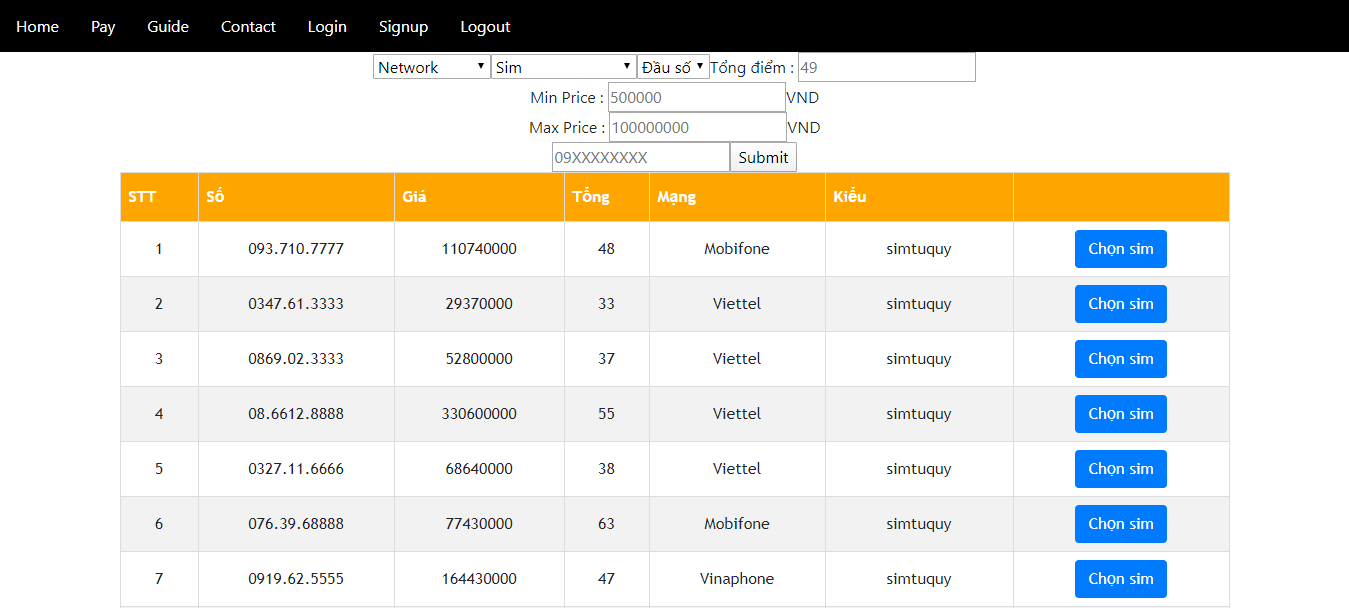 Home Pay Guide Contact Login Signup Logout
Network Sim Đầu số Tổng điểm : 49
Min Price : 500000 VND
Max Price : 100000000 VND
09XXXXXXXX Submit
STT Số Giá Tổng Mạng Kiểu
1 093.710.7777 110740000 48 Mobifone simtuquy Chọn sim
2 0347.61.3333 29370000 33 Viettel simtuquy Chọn sim
3 0869.02.3333 52800000 37 Viettel simtuquy Chọn sim
4 08.6612.8888 330600000 55 Viettel simtuquy Chọn sim
5 0327.11.6666 68640000 38 Viettel simtuquy Chọn sim
6 076.39.68888 77430000 63 Mobifone simtuquy Chọn sim
7 0919.62.5555 164430000 47 Vinaphone simtuquy Chọn sim